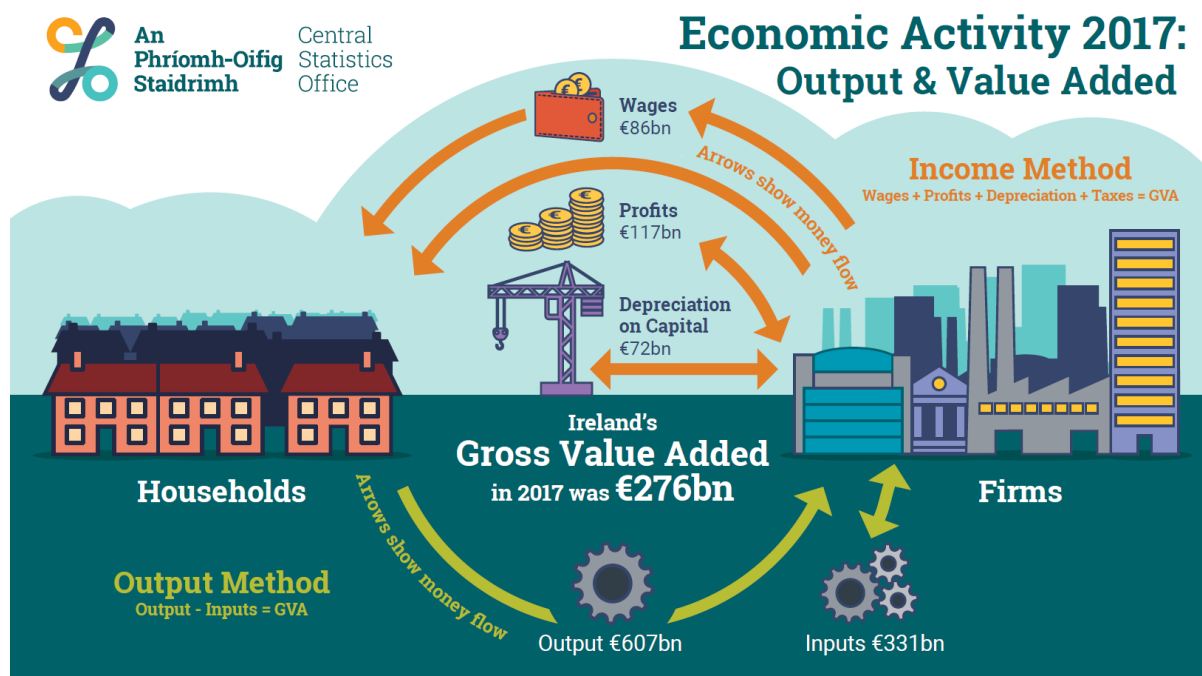 An
Phríomh-Oifig
Staidrimh
Central
Statistics
Office
Economic Activity 2017:
Output & Value Added
Wages
€86bn
Arrows show money flow
Income Method
Wages + Profits + Depreciation + Taxes = GVA
Profits
€117bn
Depreciation
on Capital
€72bn
Ireland's
Gross Value Added
in 2017 was €276bn
Households
Firms
Arrows show money flow
Output Method
Output - Inputs = GVA
Output €607bn
Inputs €331bn